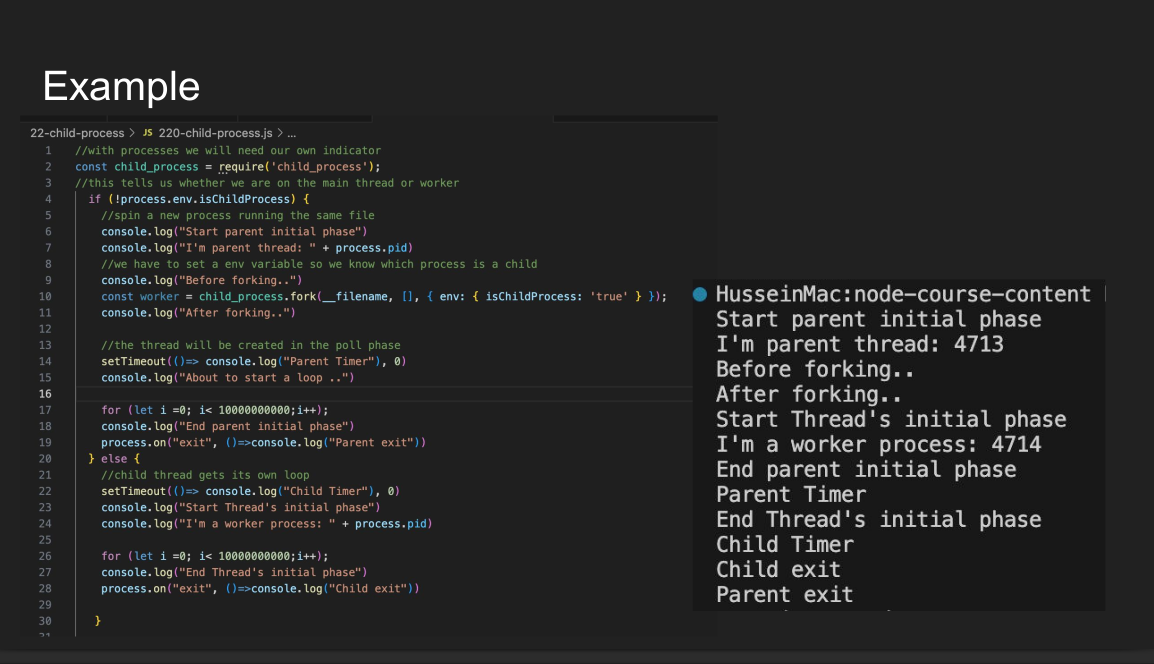 Example
22-child-process > JS 220-child-process.js > ...
1 //with processes we will need our own indicator
2 const child_process = require('child_process');
3 //this tells us whether we are on the main thread or worker
4 if (!process.env.isChildProcess) {
5 //spin a new process running the same file
6 console.log("Start parent initial phase")
7 console.log("I'm parent thread: " + process.pid)
8 //we have to set a env variable so we know which process is a child
9 console.log("Before forking..")
10 const worker = child_process.fork(__filename, [], { env: { isChildProcess: 'true' } });
11 console.log("After forking..")
12
13 //the thread will be created in the poll phase
14 setTimeout(()=> console.log("Parent Timer"), 0)
15 console.log("About to start a loop ..")
16
17 for (let i =0; i< 10000000000;i++);
18 console.log("End parent initial phase")
19 process.on("exit", ()=>console.log("Parent exit"))
20 } else {
21 //child thread gets its own loop
22 setTimeout(()=> console.log("Child Timer"), 0)
23 console.log("Start Thread's initial phase")
24 console.log("I'm a worker process: " + process.pid)
25
26 for (let i =0; i< 10000000000;i++);
27 console.log("End Thread's initial phase")
28 process.on("exit", ()=>console.log("Child exit"))
29
30 }
31
HusseinMac:node-course-content
Start parent initial phase
I'm parent thread: 4713
Before forking..
After forking..
Start Thread's initial phase
I'm a worker process: 4714
End parent initial phase
Parent Timer
End Thread's initial phase
Child Timer
Child exit
Parent exit